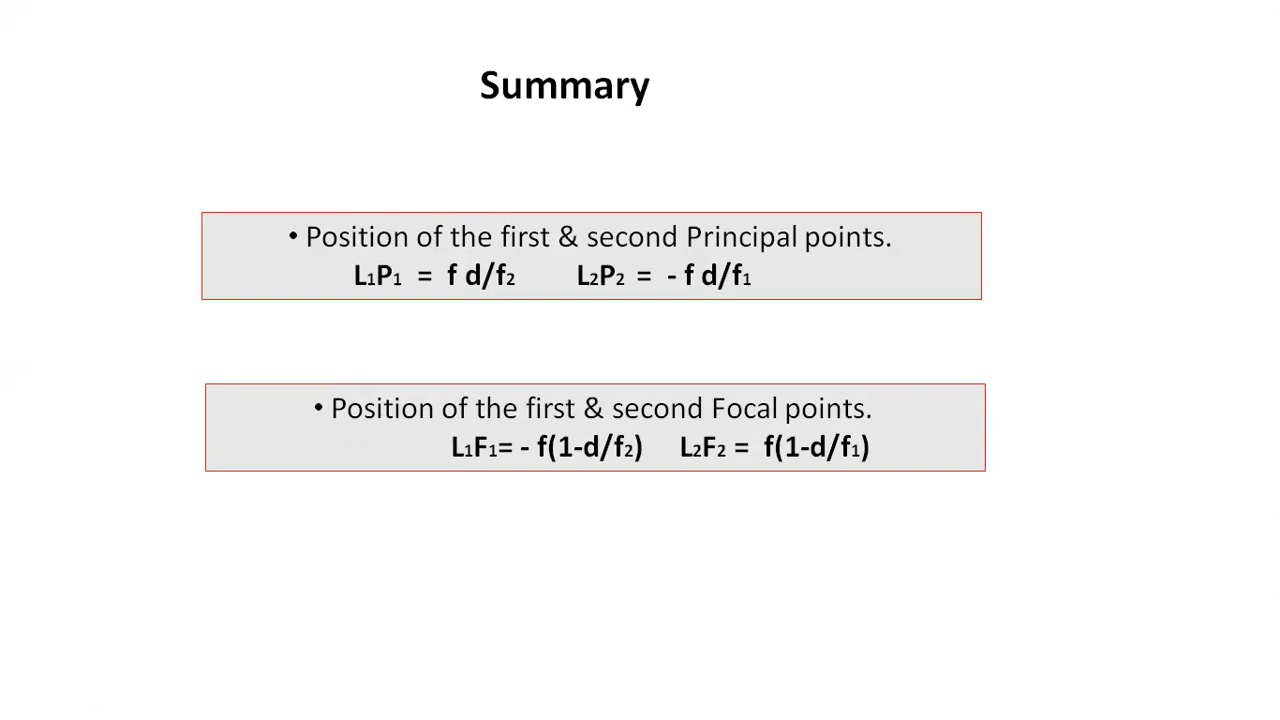 Summary
• Position of the first & second Principal points.
L₁P₁ = f d/f₂ L₂P₂ = - f d/f₁
• Position of the first & second Focal points.
L₁F₁= - f(1-d/f₂) L₂F₂ = f(1-d/f₁)